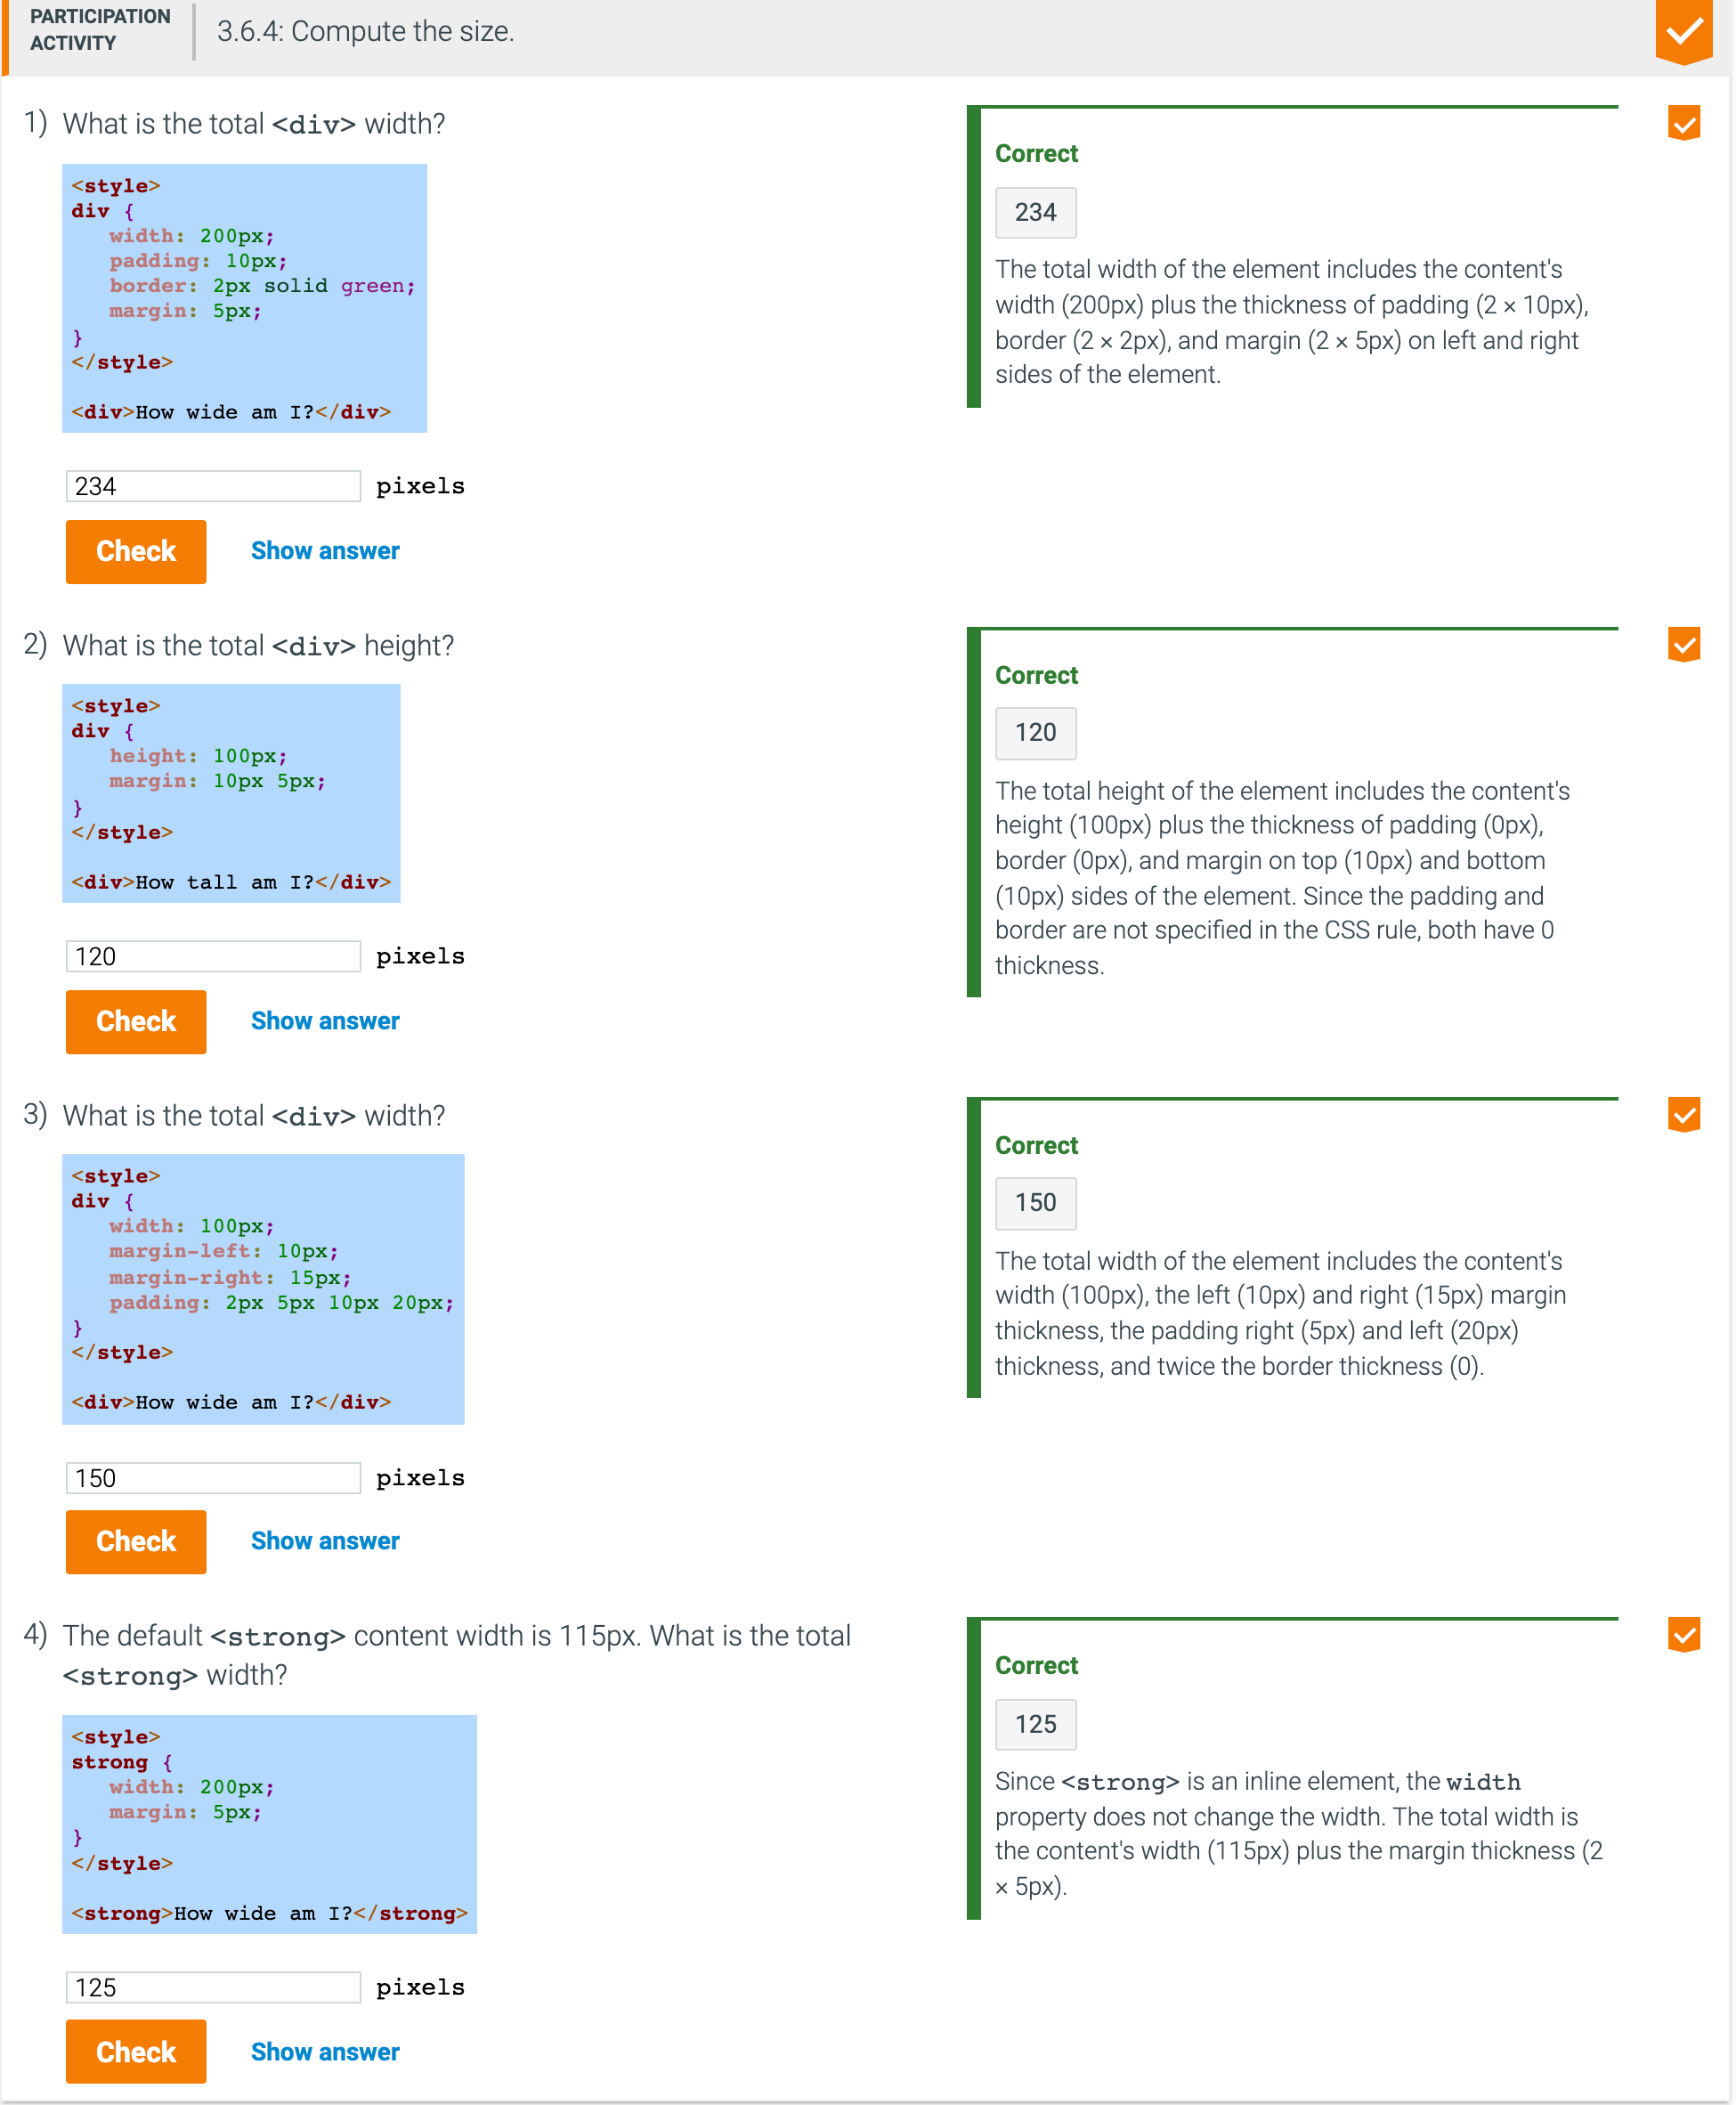 PARTICIPATION
ACTIVITY
3.6.4: Compute the size.
1) What is the total <div> width?
<style>
div {
   width: 200px;
   padding: 10px;
   border: 2px solid green;
   margin: 5px;
}
</style>

<div>How wide am I?</div>
234 pixels
Check Show answer
Correct
234
The total width of the element includes the content's
width (200px) plus the thickness of padding (2 × 10px),
border (2 × 2px), and margin (2 × 5px) on left and right
sides of the element.
2) What is the total <div> height?
<style>
div {
   height: 100px;
   margin: 10px 5px;
}
</style>

<div>How tall am I?</div>
120 pixels
Check Show answer
Correct
120
The total height of the element includes the content's
height (100px) plus the thickness of padding (0px),
border (0px), and margin on top (10px) and bottom
(10px) sides of the element. Since the padding and
border are not specified in the CSS rule, both have 0
thickness.
3) What is the total <div> width?
<style>
div {
   width: 100px;
   margin-left: 10px;
   margin-right: 15px;
   padding: 2px 5px 10px 20px;
}
</style>

<div>How wide am I?</div>
150 pixels
Check Show answer
Correct
150
The total width of the element includes the content's
width (100px), the left (10px) and right (15px) margin
thickness, the padding right (5px) and left (20px)
thickness, and twice the border thickness (0).
4) The default <strong> content width is 115px. What is the total
<strong> width?
<style>
strong {
   width: 200px;
   margin: 5px;
}
</style>

<strong>How wide am I?</strong>
125 pixels
Check Show answer
Correct
125
Since <strong> is an inline element, the width
property does not change the width. The total width is
the content's width (115px) plus the margin thickness (2
× 5px).